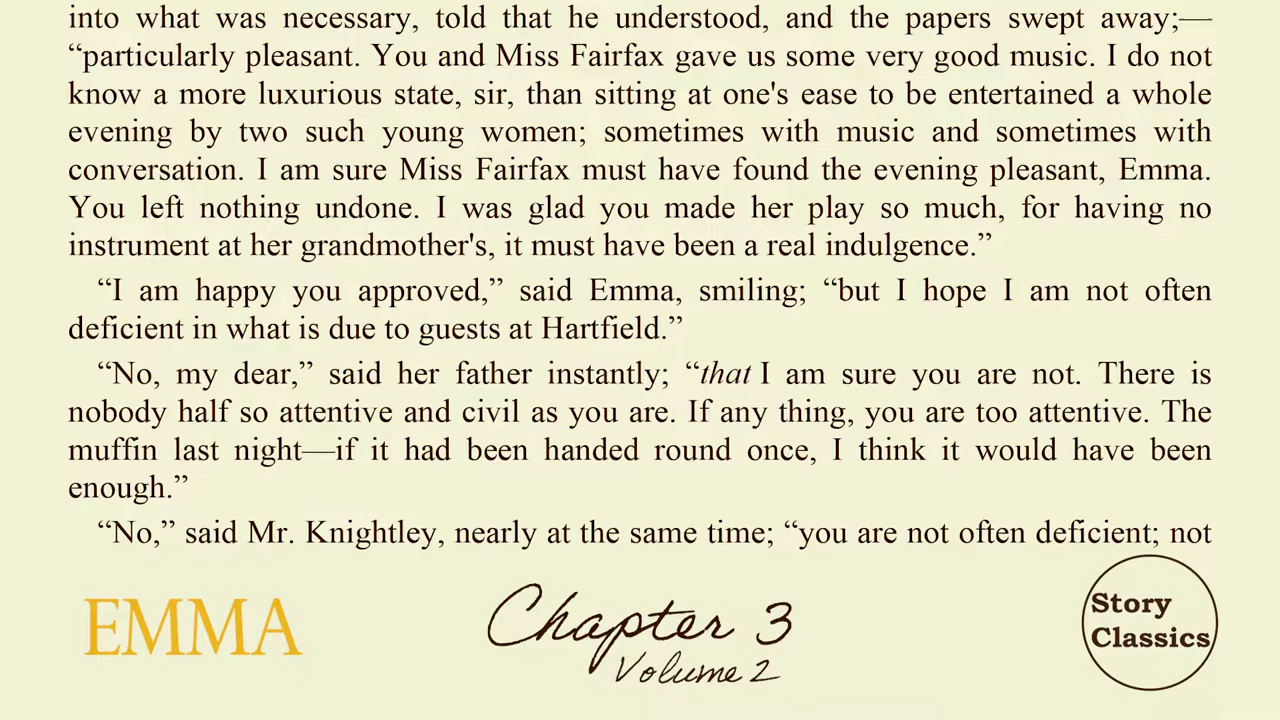 into what was necessary, told that he understood, and the papers swept away;—
“particularly pleasant. You and Miss Fairfax gave us some very good music. I do not
know a more luxurious state, sir, than sitting at one's ease to be entertained a whole
evening by two such young women; sometimes with music and sometimes with
conversation. I am sure Miss Fairfax must have found the evening pleasant, Emma.
You left nothing undone. I was glad you made her play so much, for having no
instrument at her grandmother's, it must have been a real indulgence.”
“I am happy you approved,” said Emma, smiling; “but I hope I am not often
deficient in what is due to guests at Hartfield.”
“No, my dear,” said her father instantly; “that I am sure you are not. There is
nobody half so attentive and civil as you are. If any thing, you are too attentive. The
muffin last night—if it had been handed round once, I think it would have been
enough.”
“No,” said Mr. Knightley, nearly at the same time; “you are not often deficient; not
EMMA
Chapter 3
Volume 2
Story
Classics